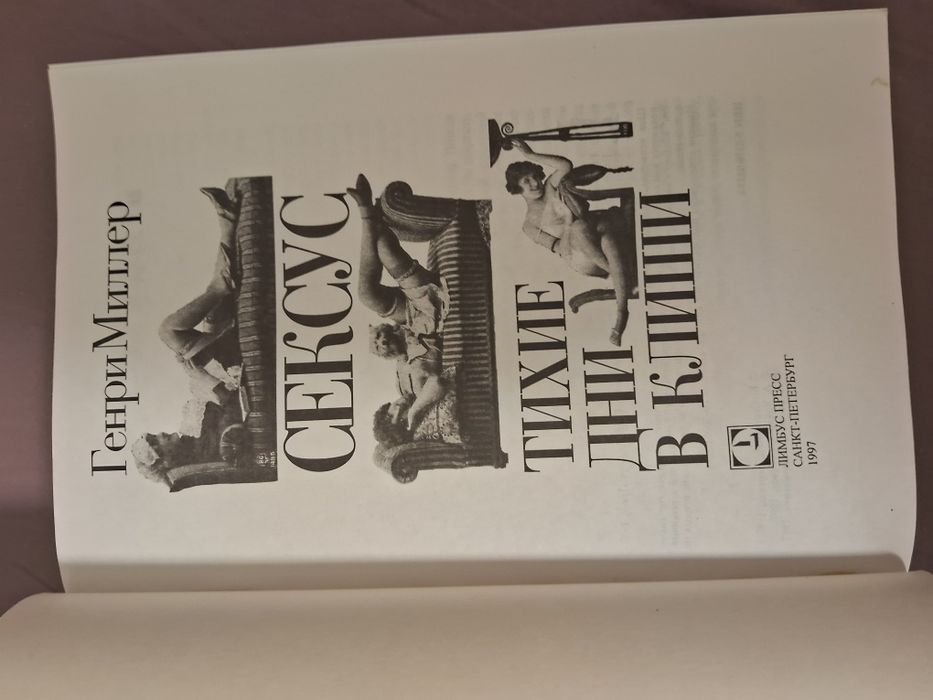 Генри Миллер
СЕКСУС
ТИХИЕ
ДНИ
В КЛИШИ
ЛИМБУС ПРЕСС
САНКТ-ПЕТЕРБУРГ
1997